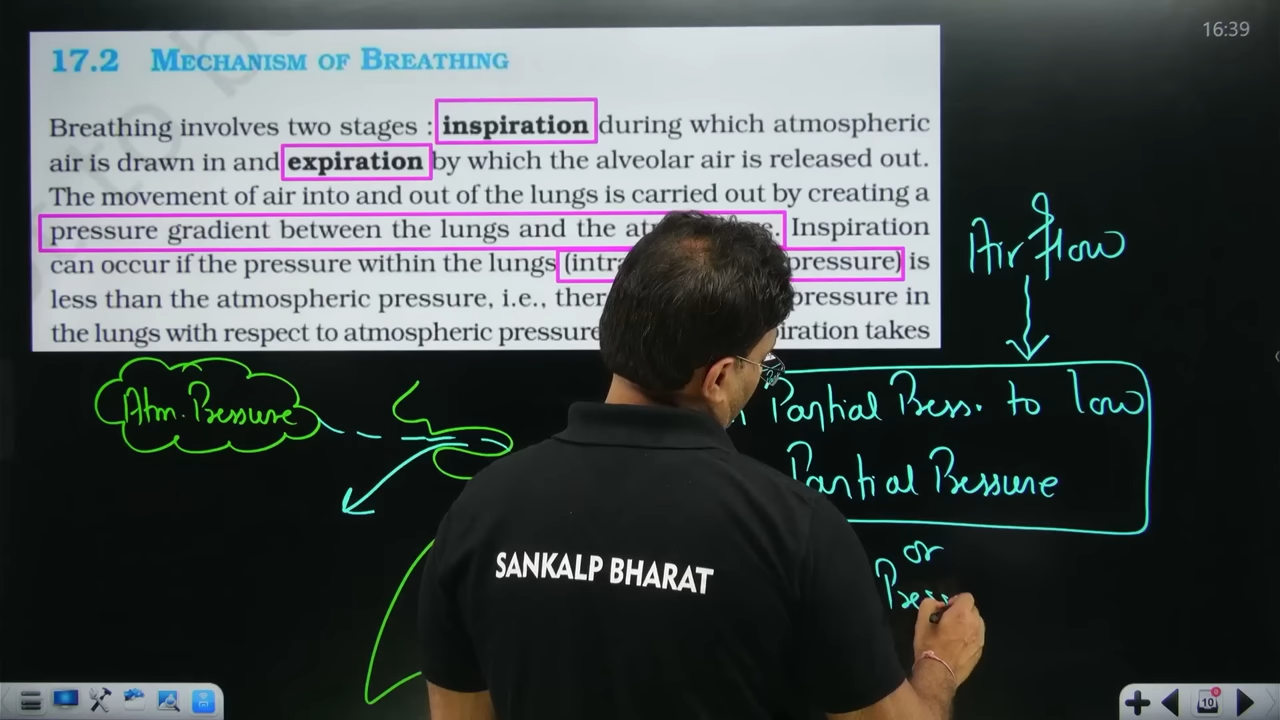 16:39
17.2 MECHANISM OF BREATHING
Breathing involves two stages : inspiration during which atmospheric
air is drawn in and expiration by which the alveolar air is released out.
The movement of air into and out of the lungs is carried out by creating a
pressure gradient between the lungs and the Inspiration
can occur if the pressure within the lungs (intra pressure) is
less than the atmospheric pressure, i.e., pressure in
the lungs with respect to atmospheric pressure takes
Air flow
Atm. Pressure
Partial Press. to low
Partial Pressure
or
SANKALP BHARAT
10